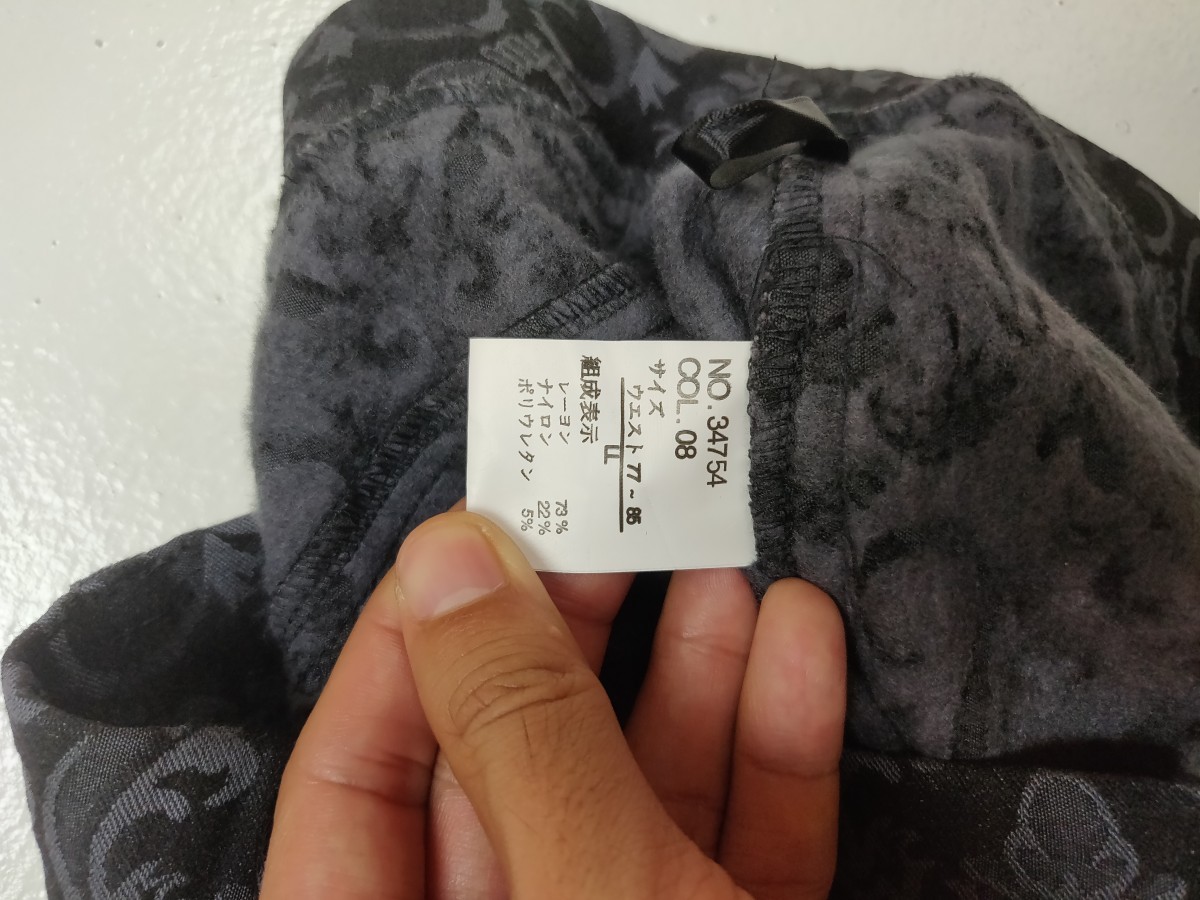 NO. 34754
COL. 08
サイズ
ウエスト 77~85
LL
組成表示
レーヨン 73%
ナイロン 22%
ポリウレタン 5%